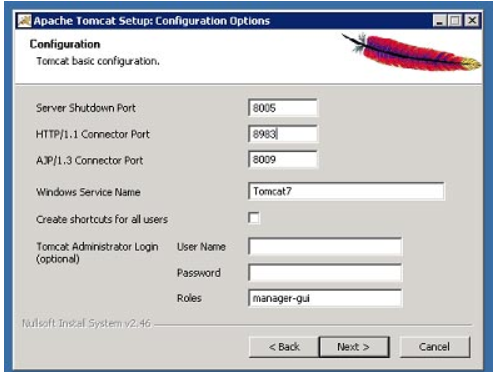 Apache Tomcat Setup: Configuration Options
Configuration
Tomcat basic configuration.
Server Shutdown Port 8005
HTTP/1.1 Connector Port 8983
AJP/1.3 Connector Port 8009
Windows Service Name Tomcat7
Create shortcuts for all users
Tomcat Administrator Login (optional) User Name
Password
Roles manager-gui
Nullsoft Install System v2.46
< Back Next > Cancel